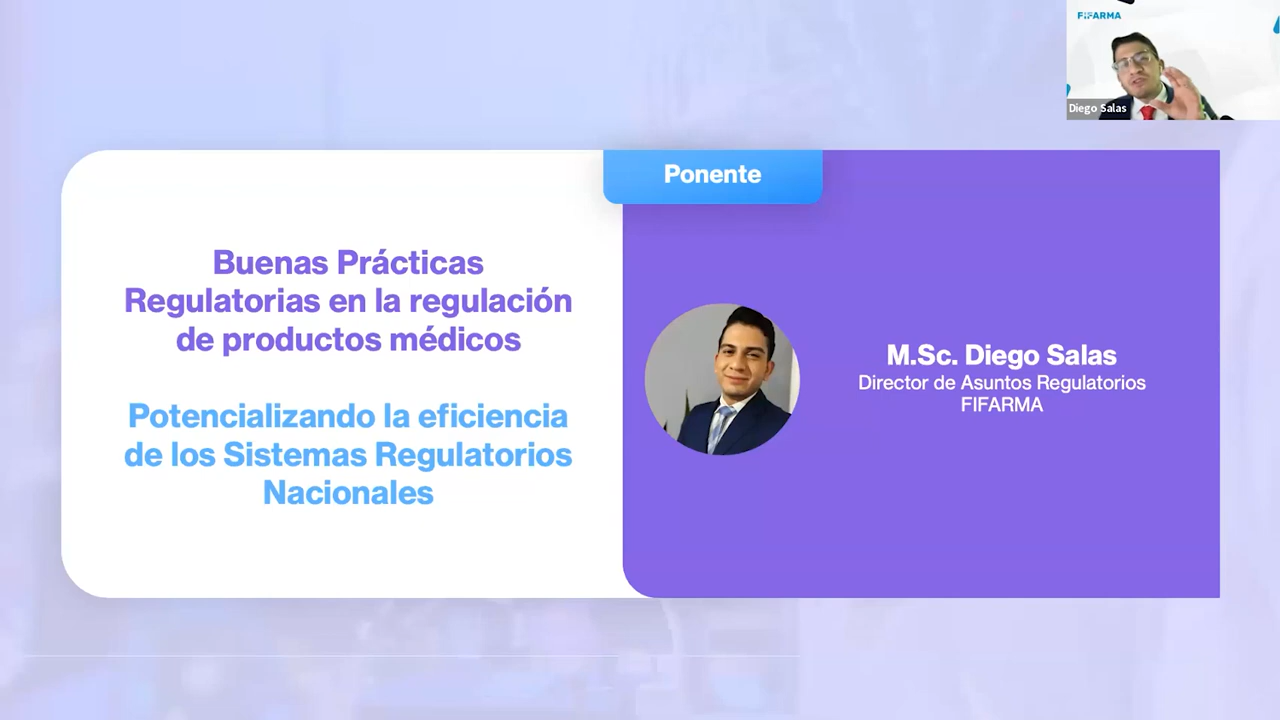 FIFARMA
Diego Salas
Ponente
Buenas Prácticas
Regulatorias en la regulación
de productos médicos
Potencializando la eficiencia
de los Sistemas Regulatorios
Nacionales
M.Sc. Diego Salas
Director de Asuntos Regulatorios
FIFARMA